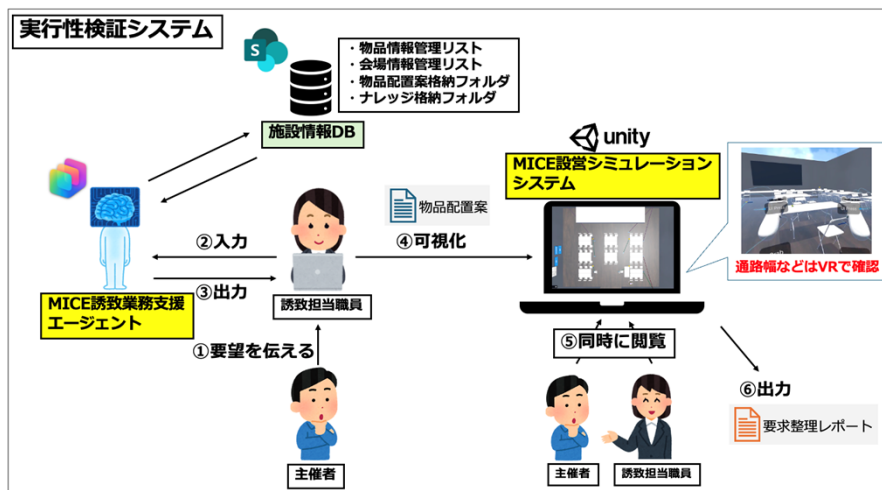 実行性検証システム
S
・物品情報管理リスト
・会場情報管理リスト
・物品配置案格納フォルダ
・ナレッジ格納フォルダ
施設情報DB
unity
MICE設営シミュレーション
システム
物品配置案
②入力
④可視化
③出力
通路幅などはVRで確認
MICE誘致業務支援
エージェント
誘致担当職員
①要望を伝える
⑤同時に閲覧
⑥出力
要求整理レポート
主催者
主催者
誘致担当職員